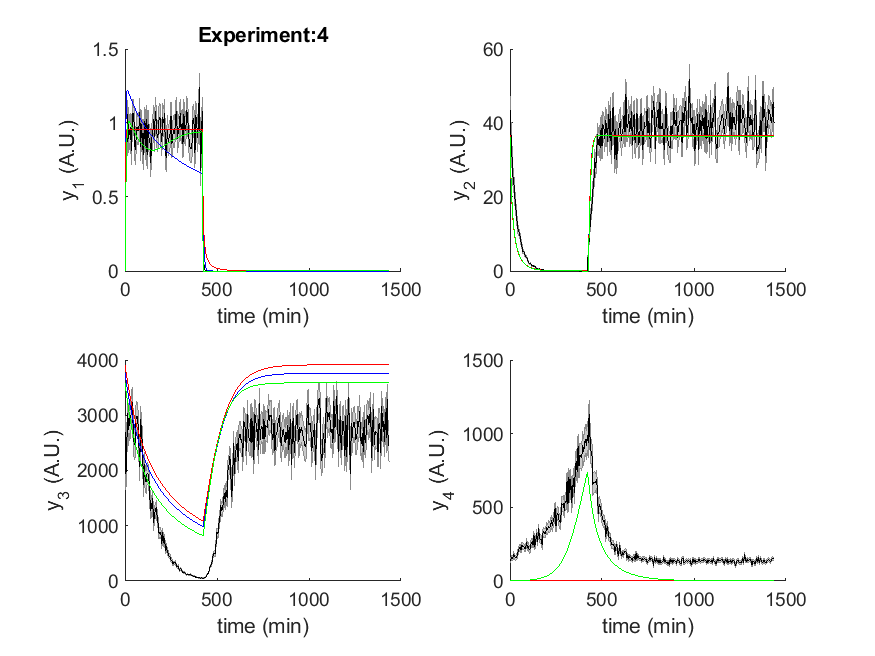 Experiment:4
1.5
1
0.5
0
y1 (A.U.)
0 500 1000 1500
time (min)
60
40
20
0
y2 (A.U.)
0 500 1000 1500
time (min)
4000
3000
2000
1000
0
y3 (A.U.)
0 500 1000 1500
time (min)
1500
1000
500
0
y4 (A.U.)
0 500 1000 1500
time (min)